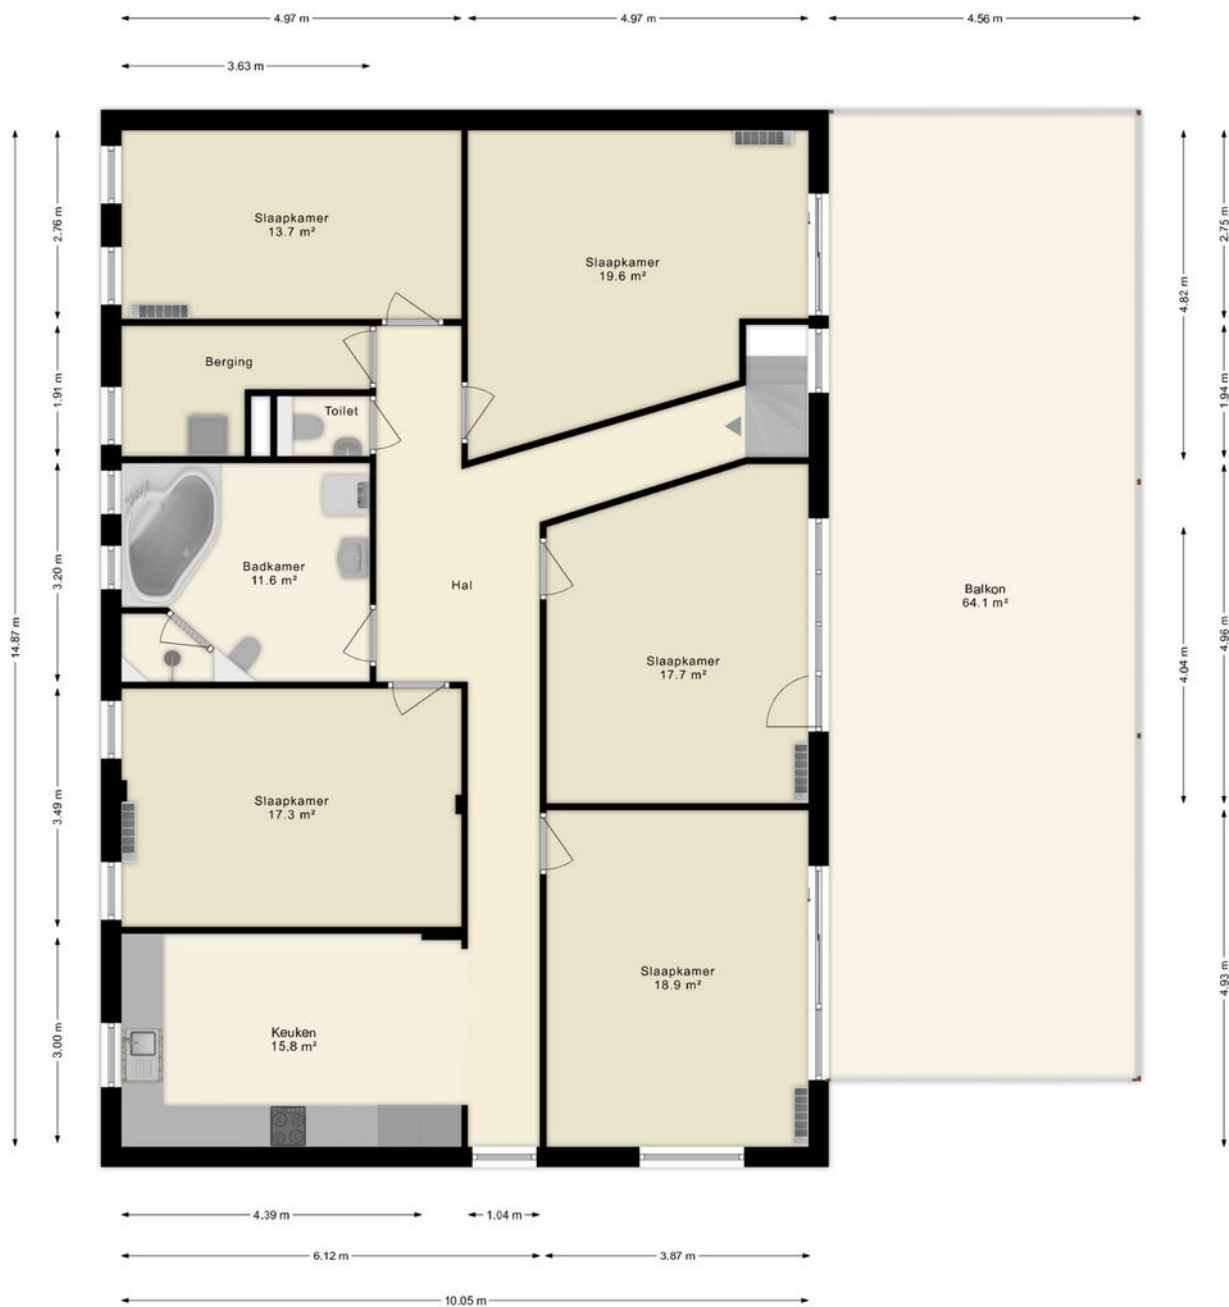 4.97 m
4.97 m
4.56 m
3.63 m
14.87 m
2.76 m
1.91 m
3.20 m
3.49 m
3.00 m
Slaapkamer
13.7 m²
Slaapkamer
19.6 m²
Berging
Toilet
Badkamer
11.6 m²
Hal
Slaapkamer
17.7 m²
Balkon
64.1 m²
Slaapkamer
17.3 m²
Slaapkamer
18.9 m²
Keuken
15.8 m²
4.82 m
4.04 m
2.75 m
1.94 m
4.96 m
4.93 m
4.39 m
1.04 m
6.12 m
3.87 m
10.05 m